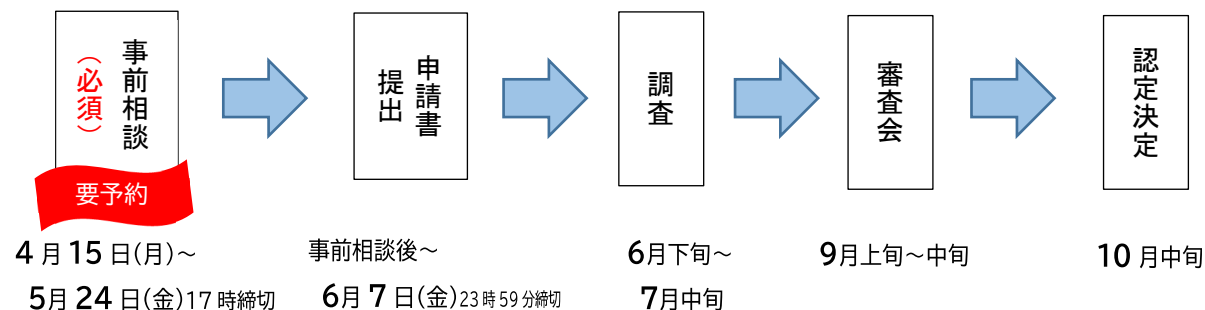 事前相談
（必須）
要予約
4月15日(月)～
5月24日(金)17時締切
申請書
提出
事前相談後～
6月7日(金)23時59分締切
調査
6月下旬～
7月中旬
審査会
9月上旬～中旬
認定決定
10月中旬